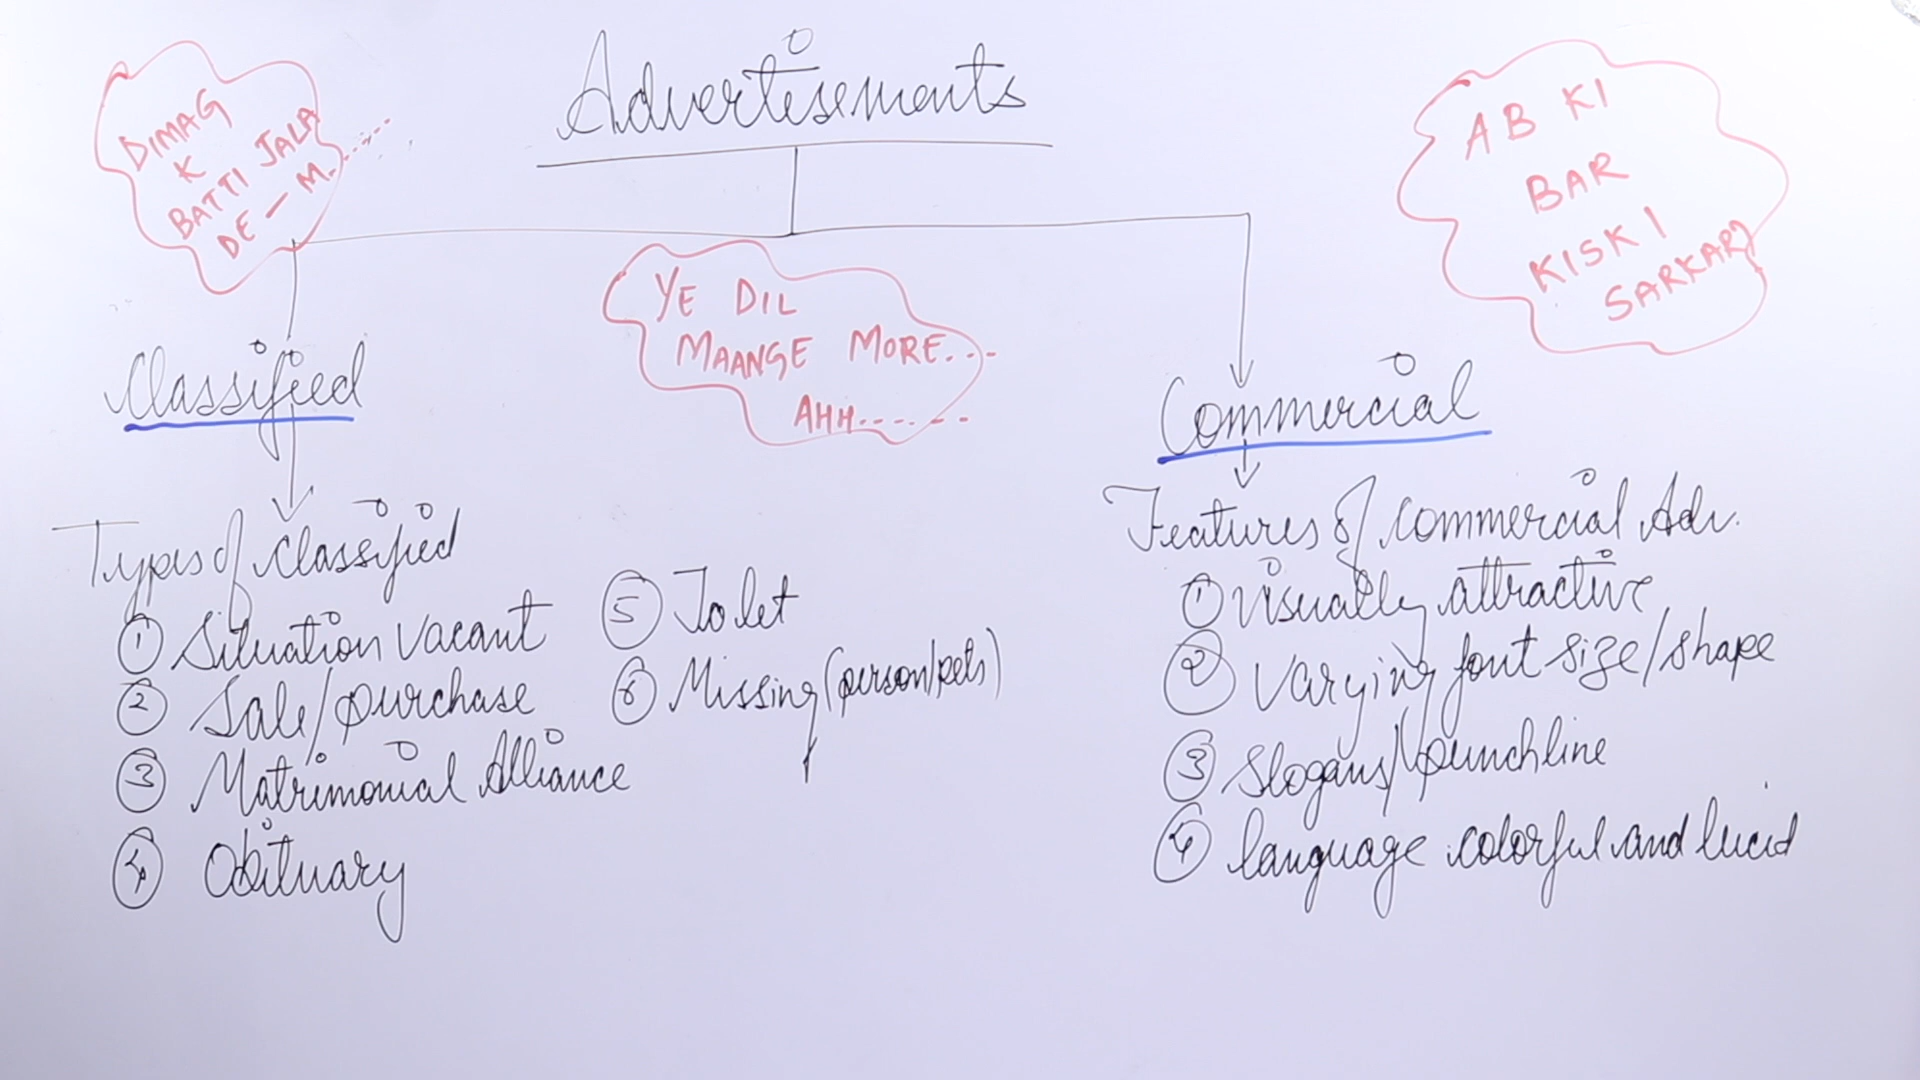 Advertisements
DIMAG
K
BATTI JALA
DE - M.......
YE DIL
MAANGE MORE...
AHH.......
AB KI
BAR
KISKI
SARKAR?
Classified
Types of classified
① Situation vacant
② Sale/purchase
③ Matrimonial Alliance
④ Obituary
⑤ To let
⑥ Missing (person/pets)
Commercial
Features of commercial Adv.
① visually attractive
② varying font size/shape
③ slogans/punchline
④ language colorful and lucid